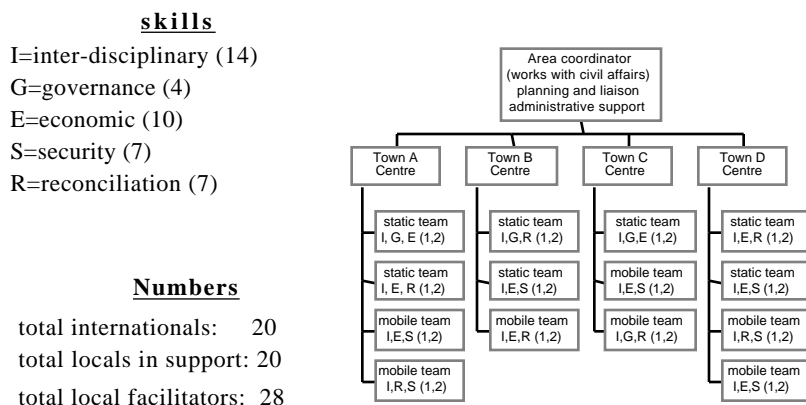 skills
I=inter-disciplinary (14)
G=governance (4)
E=economic (10)
S=security (7)
R=reconciliation (7)
Numbers
total internationals: 20
total locals in support: 20
total local facilitators: 28
Area coordinator
(works with civil affairs)
planning and liaison
administrative support
Town A
Centre
static team
I, G, E (1,2)
static team
I, E, R (1,2)
mobile team
I,E,S (1,2)
mobile team
I,R,S (1,2)
Town B
Centre
static team
I,G,R (1,2)
static team
I,E,S (1,2)
mobile team
I,E,R (1,2)
Town C
Centre
static team
I,G,E (1,2)
mobile team
I,E,S (1,2)
mobile team
I,G,R (1,2)
Town D
Centre
static team
I,E,R (1,2)
static team
I,E,S (1,2)
mobile team
I,R,S (1,2)
mobile team
I,E,S (1,2)